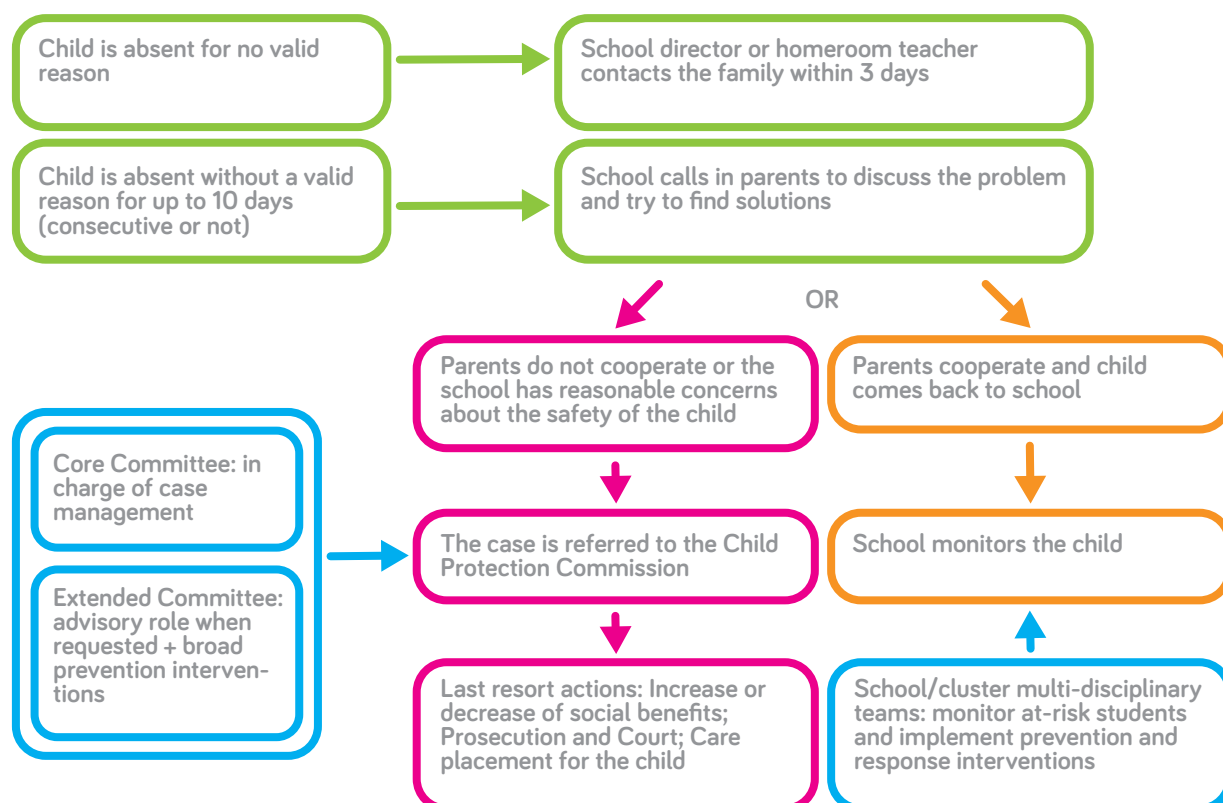 Child is absent for no valid
reason
School director or homeroom teacher
contacts the family within 3 days
Child is absent without a valid
reason for up to 10 days
(consecutive or not)
School calls in parents to discuss the problem
and try to find solutions
OR
Parents do not cooperate or the
school has reasonable concerns
about the safety of the child
Parents cooperate and child
comes back to school
Core Committee: in
charge of case
management
Extended Committee:
advisory role when
requested + broad
prevention interven-
tions
The case is referred to the Child
Protection Commission
School monitors the child
Last resort actions: Increase or
decrease of social benefits;
Prosecution and Court; Care
placement for the child
School/cluster multi-disciplinary
teams: monitor at-risk students
and implement prevention and
response interventions